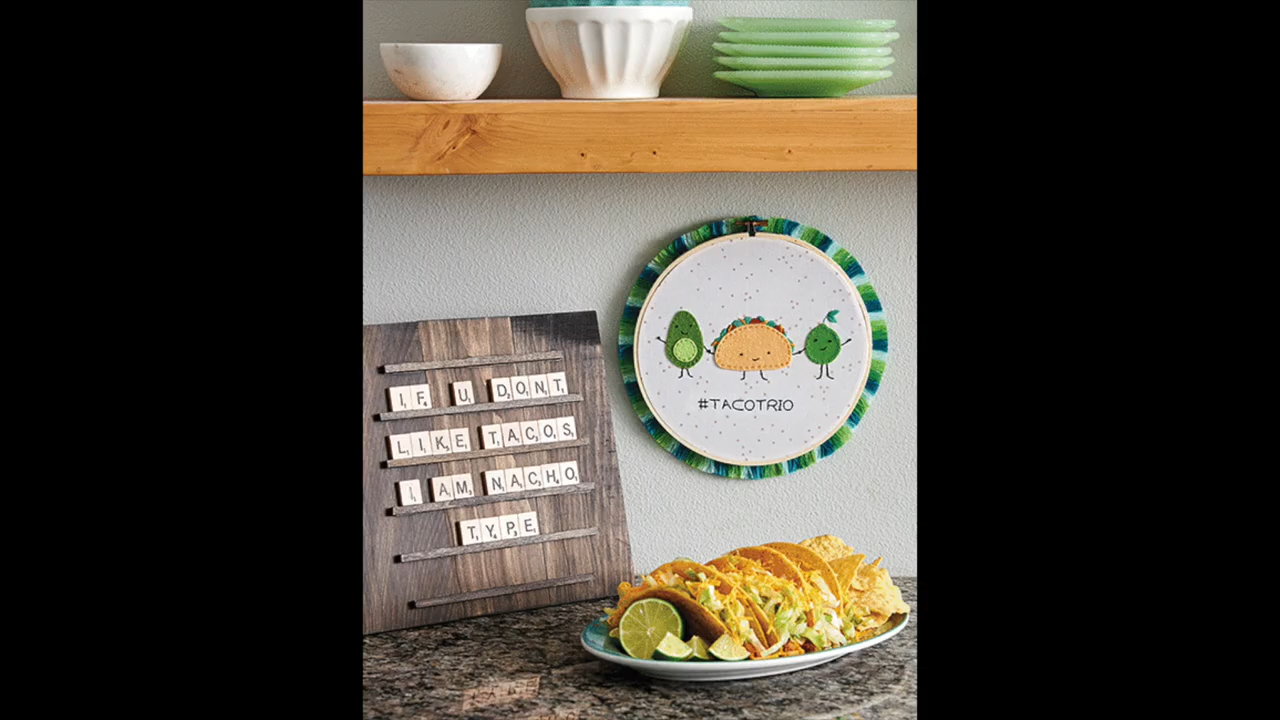 IF U DONT
LIKE TACOS
I AM NACHO
TYPE
#TACOTRIO